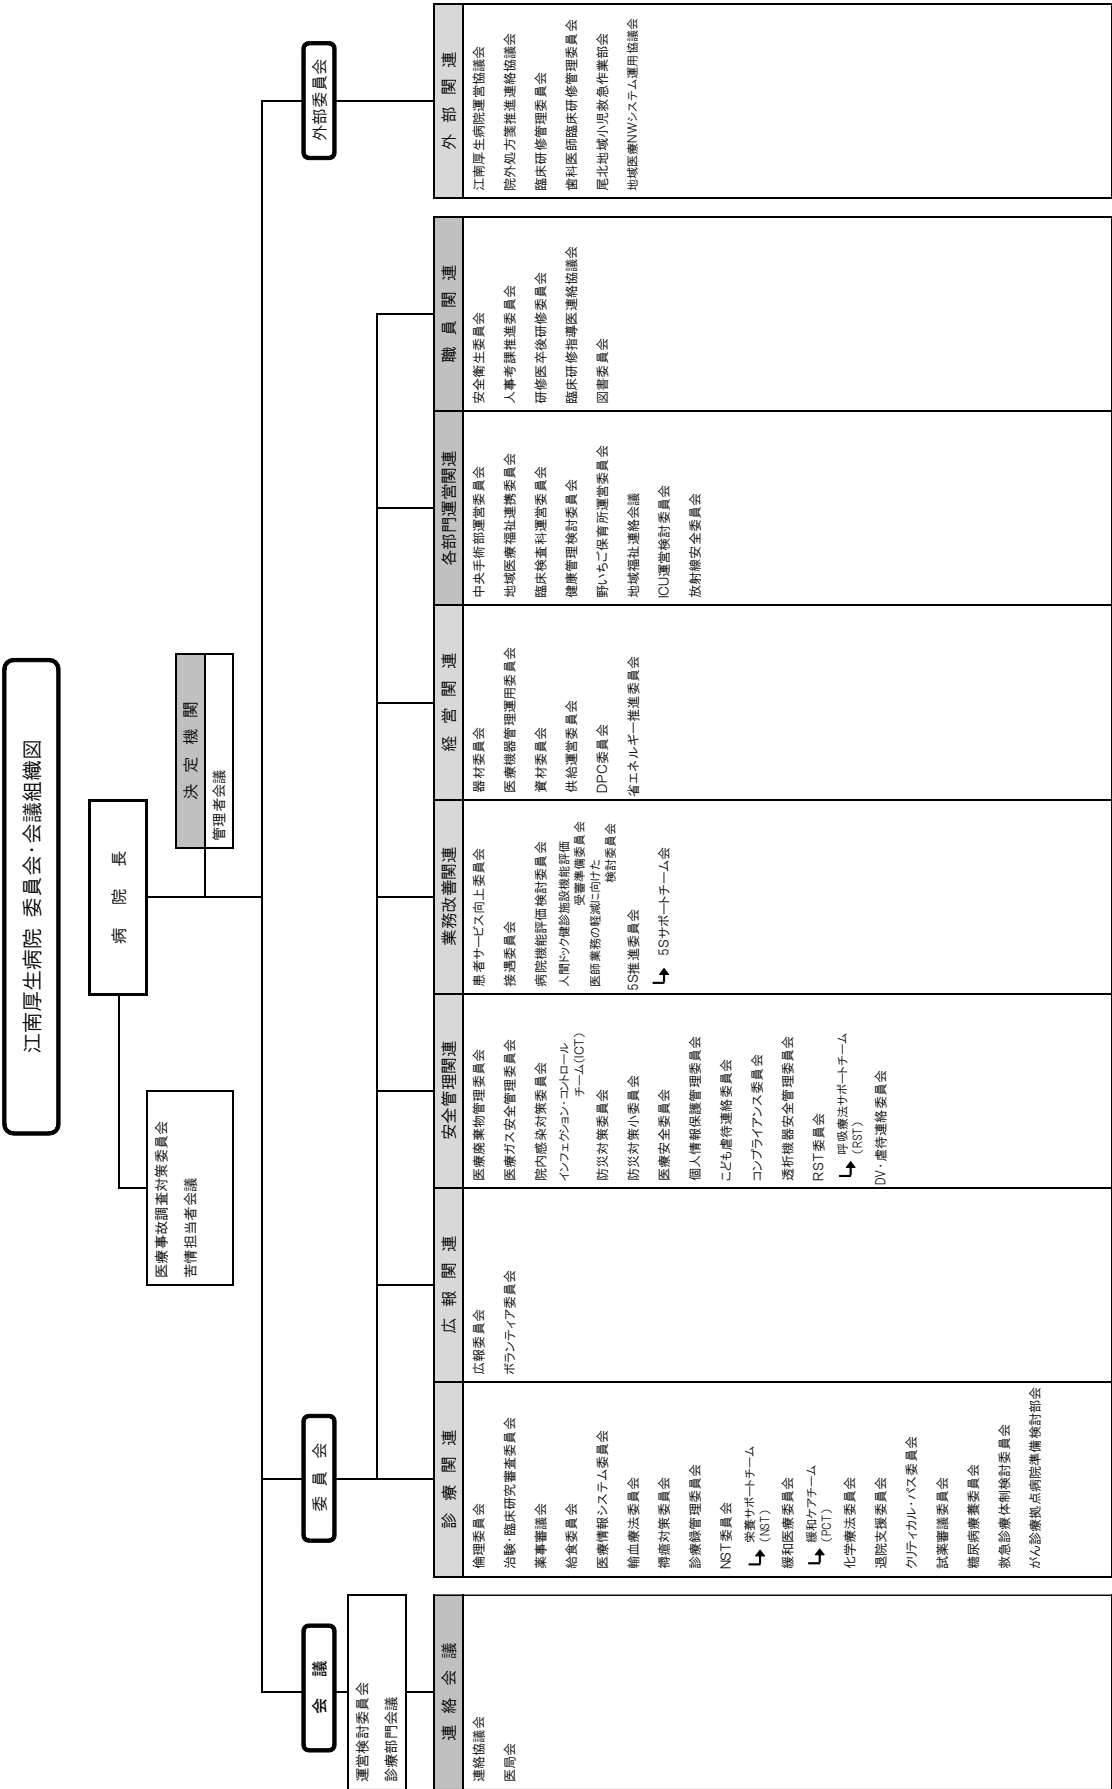 江南厚生病院 委員会・会議組織図
病院長
医療事故調査対策委員会
苦情担当者会議
決定機関
管理者会議
会議
運営検討委員会
診療部門会議
連絡会議
連絡協議会
医局会
委員会
診療関連
倫理委員会
治験・臨床研究審査委員会
薬事審議会
給食委員会
医療情報システム委員会
輸血療法委員会
褥瘡対策委員会
診療録管理委員会
NST委員会
栄養サポートチーム
(NST)
緩和医療委員会
緩和ケアチーム
(PCT)
化学療法委員会
退院支援委員会
クリティカル・パス委員会
試薬審議委員会
糖尿病療養委員会
救急診療体制検討委員会
がん診療拠点病院準備検討部会
広報関連
広報委員会
ボランティア委員会
安全管理関連
医療廃棄物管理委員会
医療ガス安全管理委員会
院内感染対策委員会
インフェクション・コントロール
チーム(ICT)
防災対策委員会
防災対策小委員会
医療安全委員会
個人情報保護管理委員会
こども虐待連絡委員会
コンプライアンス委員会
透析機器安全管理委員会
RST委員会
呼吸療法サポートチーム
(RST)
DV・虐待連絡委員会
業務改善関連
患者サービス向上委員会
接遇委員会
病院機能評価検討委員会
人間ドック健診施設機能評価
受審準備委員会
医師業務の軽減に向けた
検討委員会
5S推進委員会
5Sサポートチーム会
経営関連
器材委員会
医療機器管理運用委員会
資材委員会
供給運営委員会
DPC委員会
省エネルギー推進委員会
各部門運営関連
中央手術部運営委員会
地域医療福祉連携委員会
臨床検査科運営委員会
健康管理検討委員会
野いちご保育所運営委員会
地域福祉連絡会議
ICU運営検討委員会
放射線安全委員会
職員関連
安全衛生委員会
人事考課推進委員会
研修医卒後研修委員会
臨床研修指導医連絡協議会
図書委員会
外部委員会
外部関連
江南厚生病院運営協議会
院外処方箋推進連絡協議会
臨床研修管理委員会
歯科医師臨床研修管理委員会
尾北地域小児救急作業部会
地域医療NWシステム運用協議会